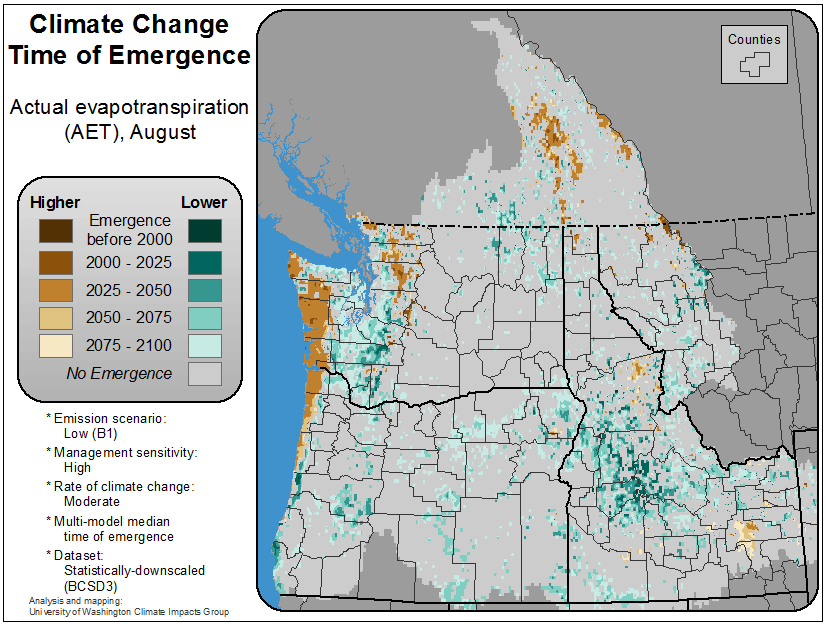 Climate Change
Time of Emergence
Actual evapotranspiration
(AET), August
Higher
Lower
Emergence
before 2000
2000 - 2025
2025 - 2050
2050 - 2075
2075 - 2100
No Emergence
* Emission scenario:
Low (B1)
* Management sensitivity:
High
* Rate of climate change:
Moderate
* Multi-model median
time of emergence
* Dataset:
Statistically-downscaled
(BCSD3)
Analysis and mapping:
University of Washington Climate Impacts Group
Counties